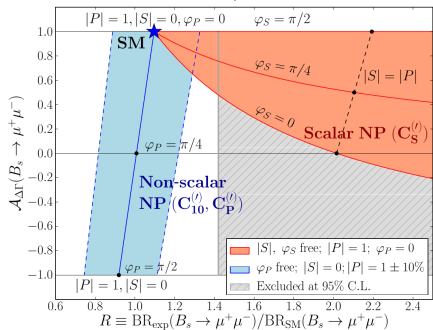 |P| = 1, |S| = 0, φ_P = 0
φ_S = π/2
1.0
SM
0.8
φ_S = π/4
|S| = |P|
0.6
0.4
φ_S = 0
Scalar NP (C_S^(′))
0.2
φ_P = π/4
0.0
−0.2
Non-scalar
NP (C_10^(′), C_P^(′))
−0.4
−0.6
−0.8
φ_P = π/2
−1.0
|P| = 1, |S| = 0
|S|, φ_S free; |P| = 1; φ_P = 0
φ_P free; |S| = 0; |P| = 1 ± 10%
Excluded at 95% C.L.
0.6 0.8 1.0 1.2 1.4 1.6 1.8 2.0 2.2 2.4
𝒜_ΔΓ(B_s → μ⁺μ⁻)
R ≡ BR_exp(B_s → μ⁺μ⁻)/BR_SM(B_s → μ⁺μ⁻)